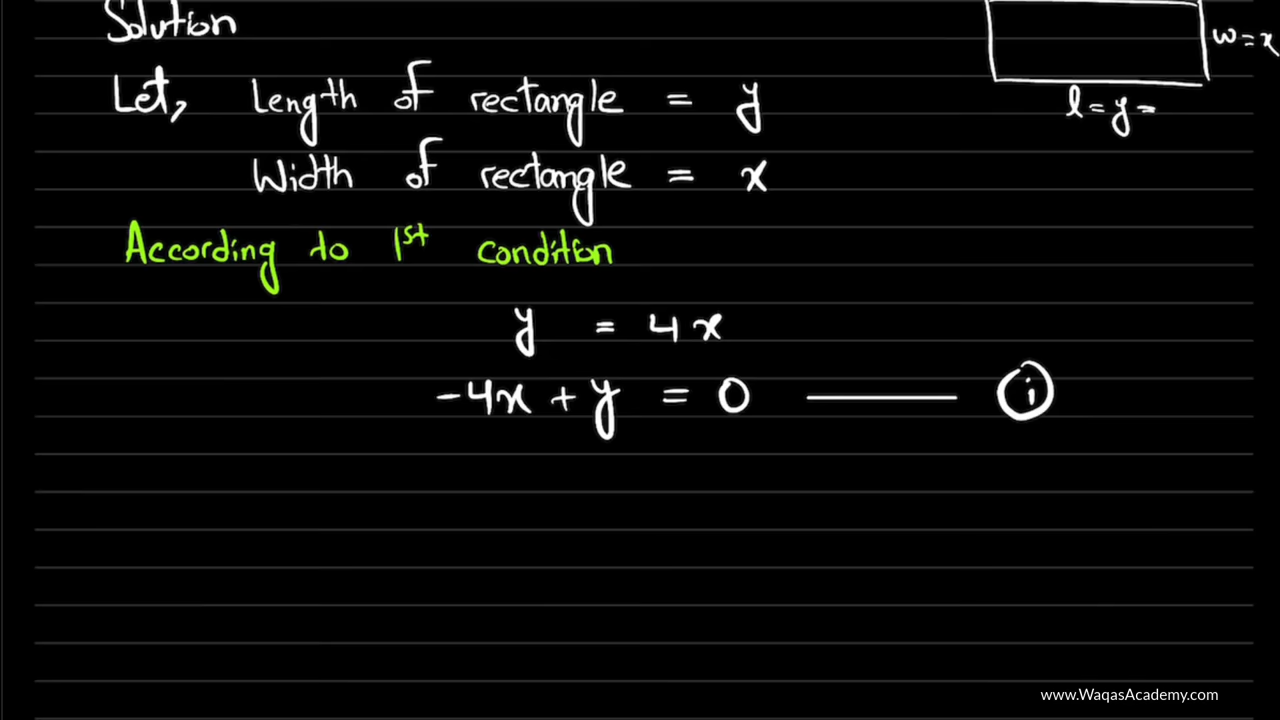 Solution
w = x
Let, Length of rectangle = y
l = y =
Width of rectangle = x
According to 1st condition
y = 4x
-4x + y = 0 —— i
www.WaqasAcademy.com